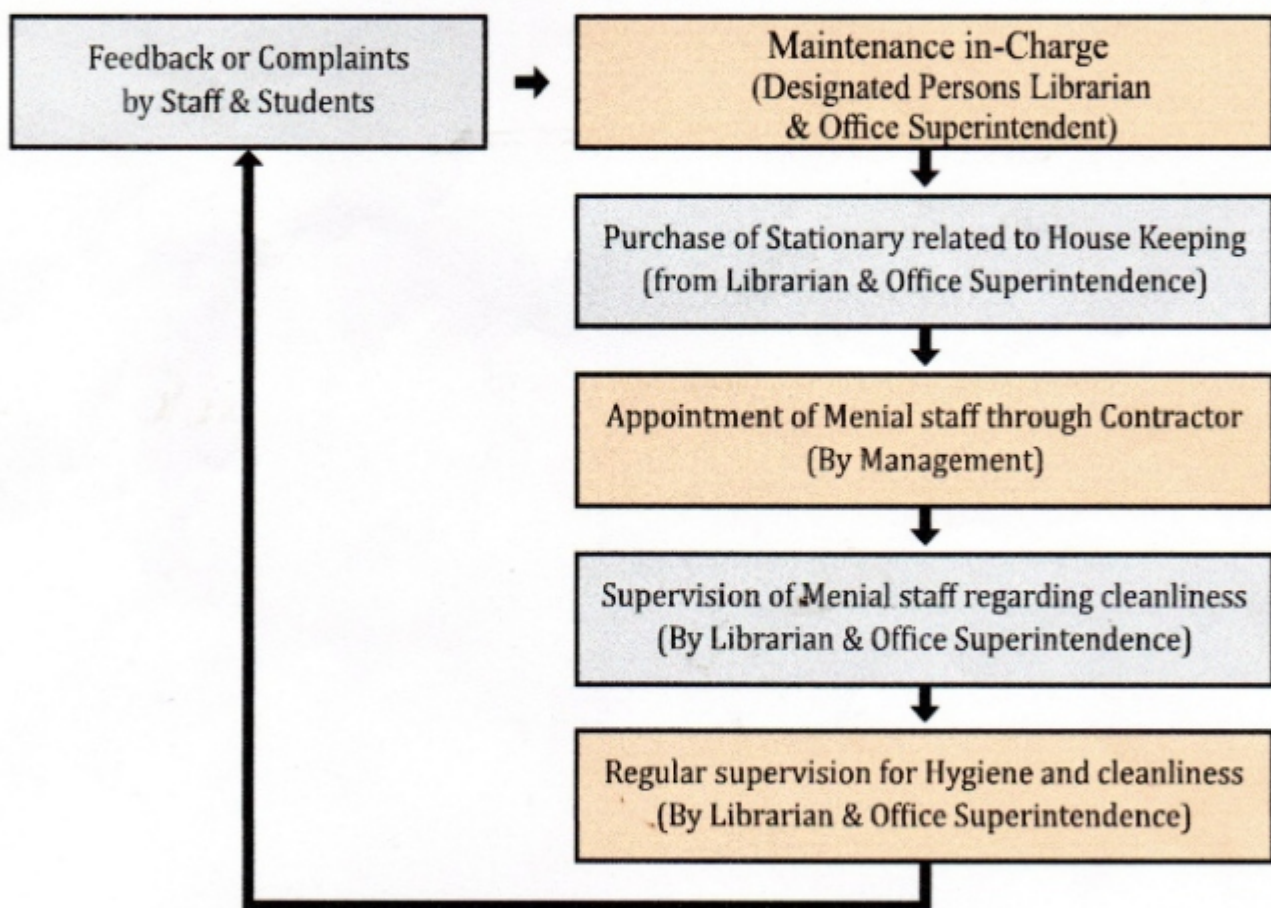 Feedback or Complaints
by Staff & Students
Maintenance in-Charge
(Designated Persons Librarian
& Office Superintendent)
Purchase of Stationary related to House Keeping
(from Librarian & Office Superintendence)
Appointment of Menial staff through Contractor
(By Management)
Supervision of Menial staff regarding cleanliness
(By Librarian & Office Superintendence)
Regular supervision for Hygiene and cleanliness
(By Librarian & Office Superintendence)